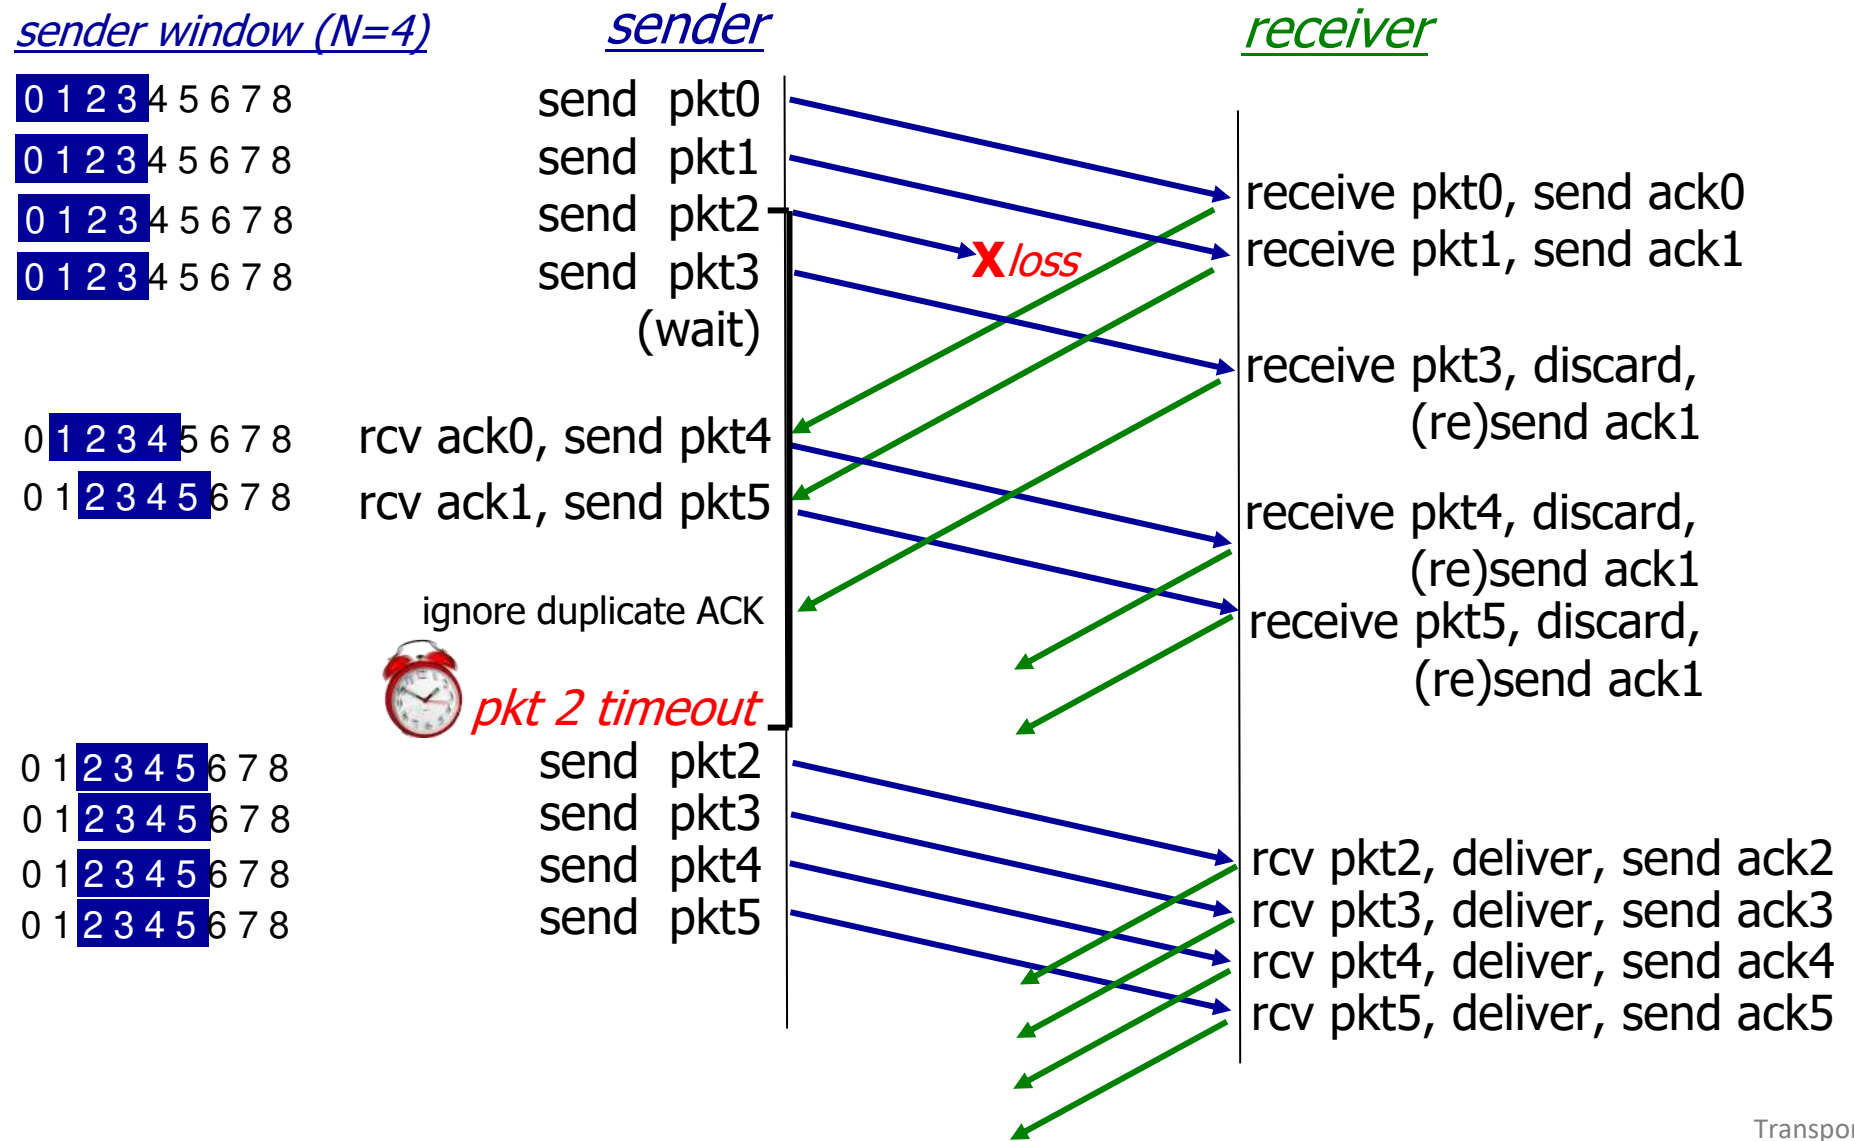 sender window (N=4) sender receiver
0 1 2 3 4 5 6 7 8 send pkt0
0 1 2 3 4 5 6 7 8 send pkt1
receive pkt0, send ack0
0 1 2 3 4 5 6 7 8 send pkt2
receive pkt1, send ack1
X loss
0 1 2 3 4 5 6 7 8 send pkt3
(wait)
receive pkt3, discard,
(re)send ack1
0 1 2 3 4 5 6 7 8 rcv ack0, send pkt4
0 1 2 3 4 5 6 7 8 rcv ack1, send pkt5
receive pkt4, discard,
(re)send ack1
ignore duplicate ACK
receive pkt5, discard,
(re)send ack1
pkt 2 timeout
0 1 2 3 4 5 6 7 8 send pkt2
0 1 2 3 4 5 6 7 8 send pkt3
0 1 2 3 4 5 6 7 8 send pkt4
rcv pkt2, deliver, send ack2
0 1 2 3 4 5 6 7 8 send pkt5
rcv pkt3, deliver, send ack3
rcv pkt4, deliver, send ack4
rcv pkt5, deliver, send ack5
Transpor